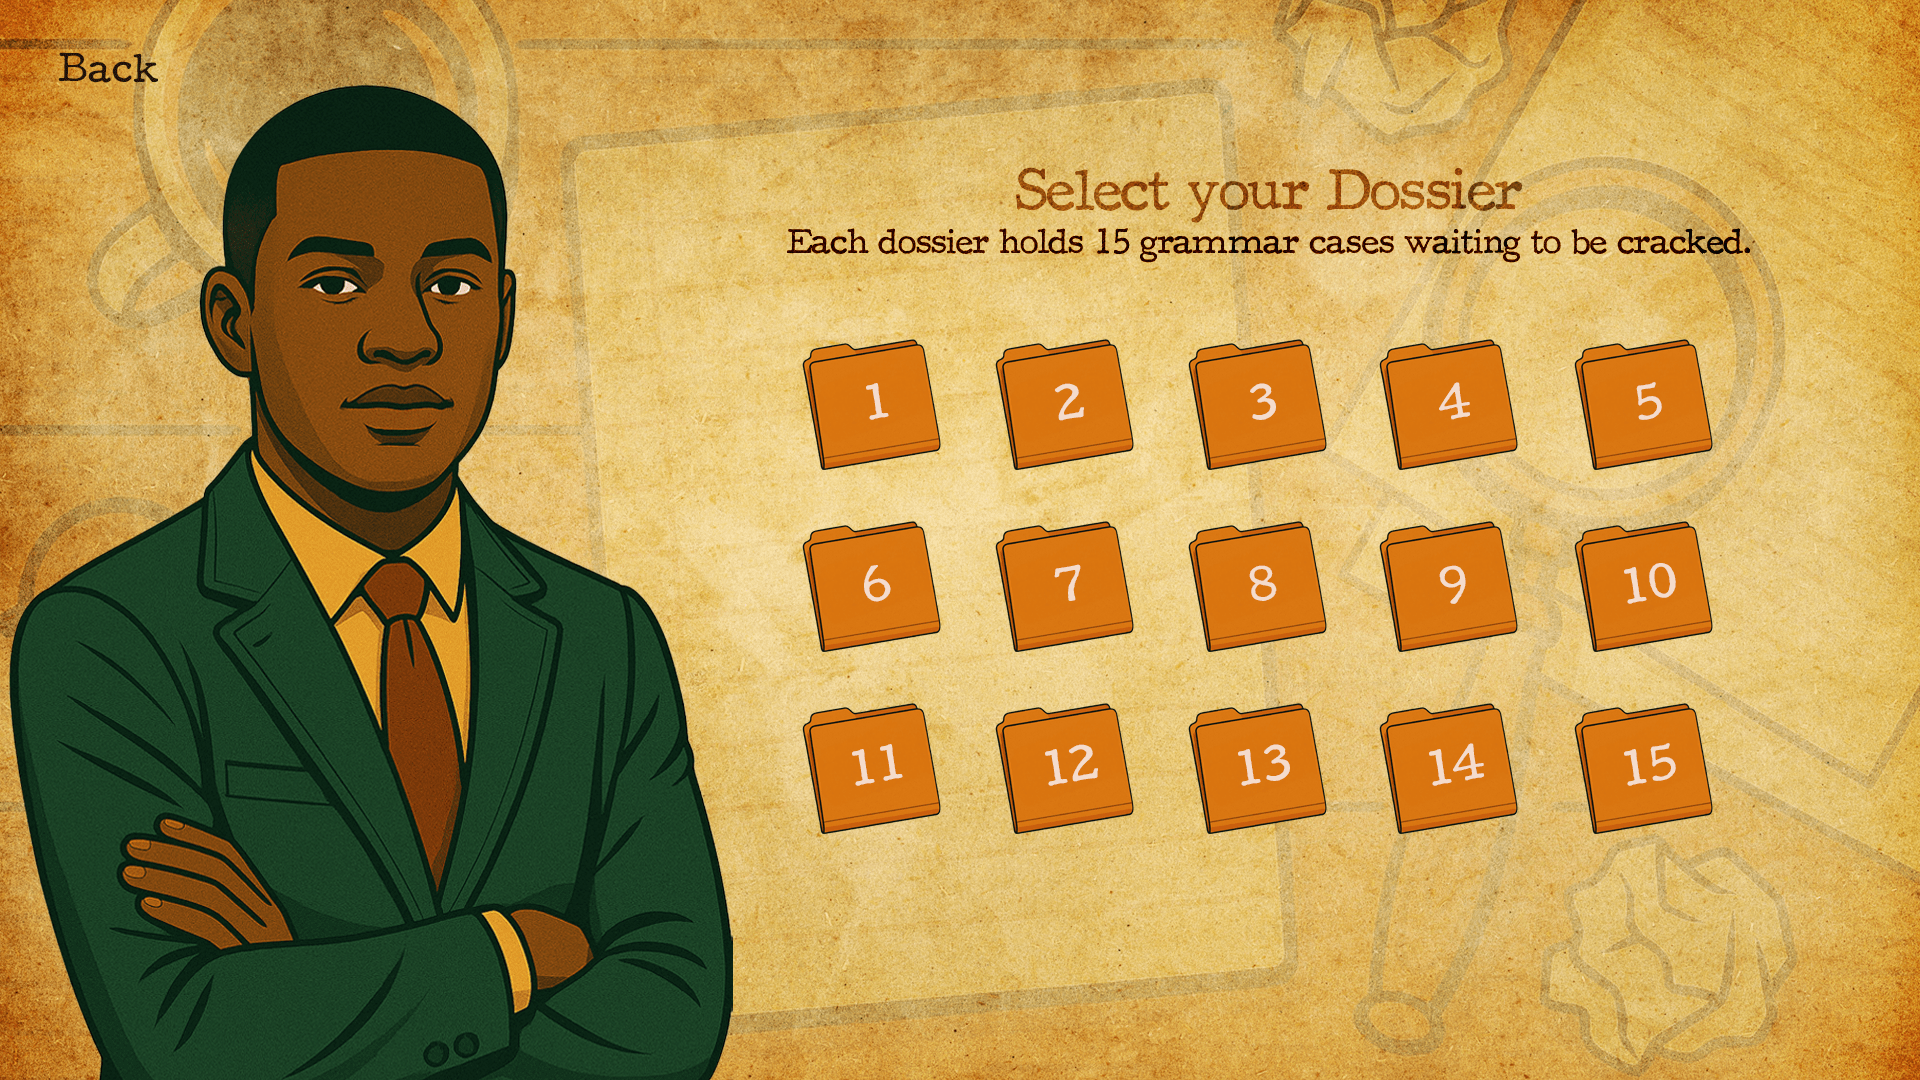 Back
Select your Dossier
Each dossier holds 15 grammar cases waiting to be cracked.
1 2 3 4 5
6 7 8 9 10
11 12 13 14 15